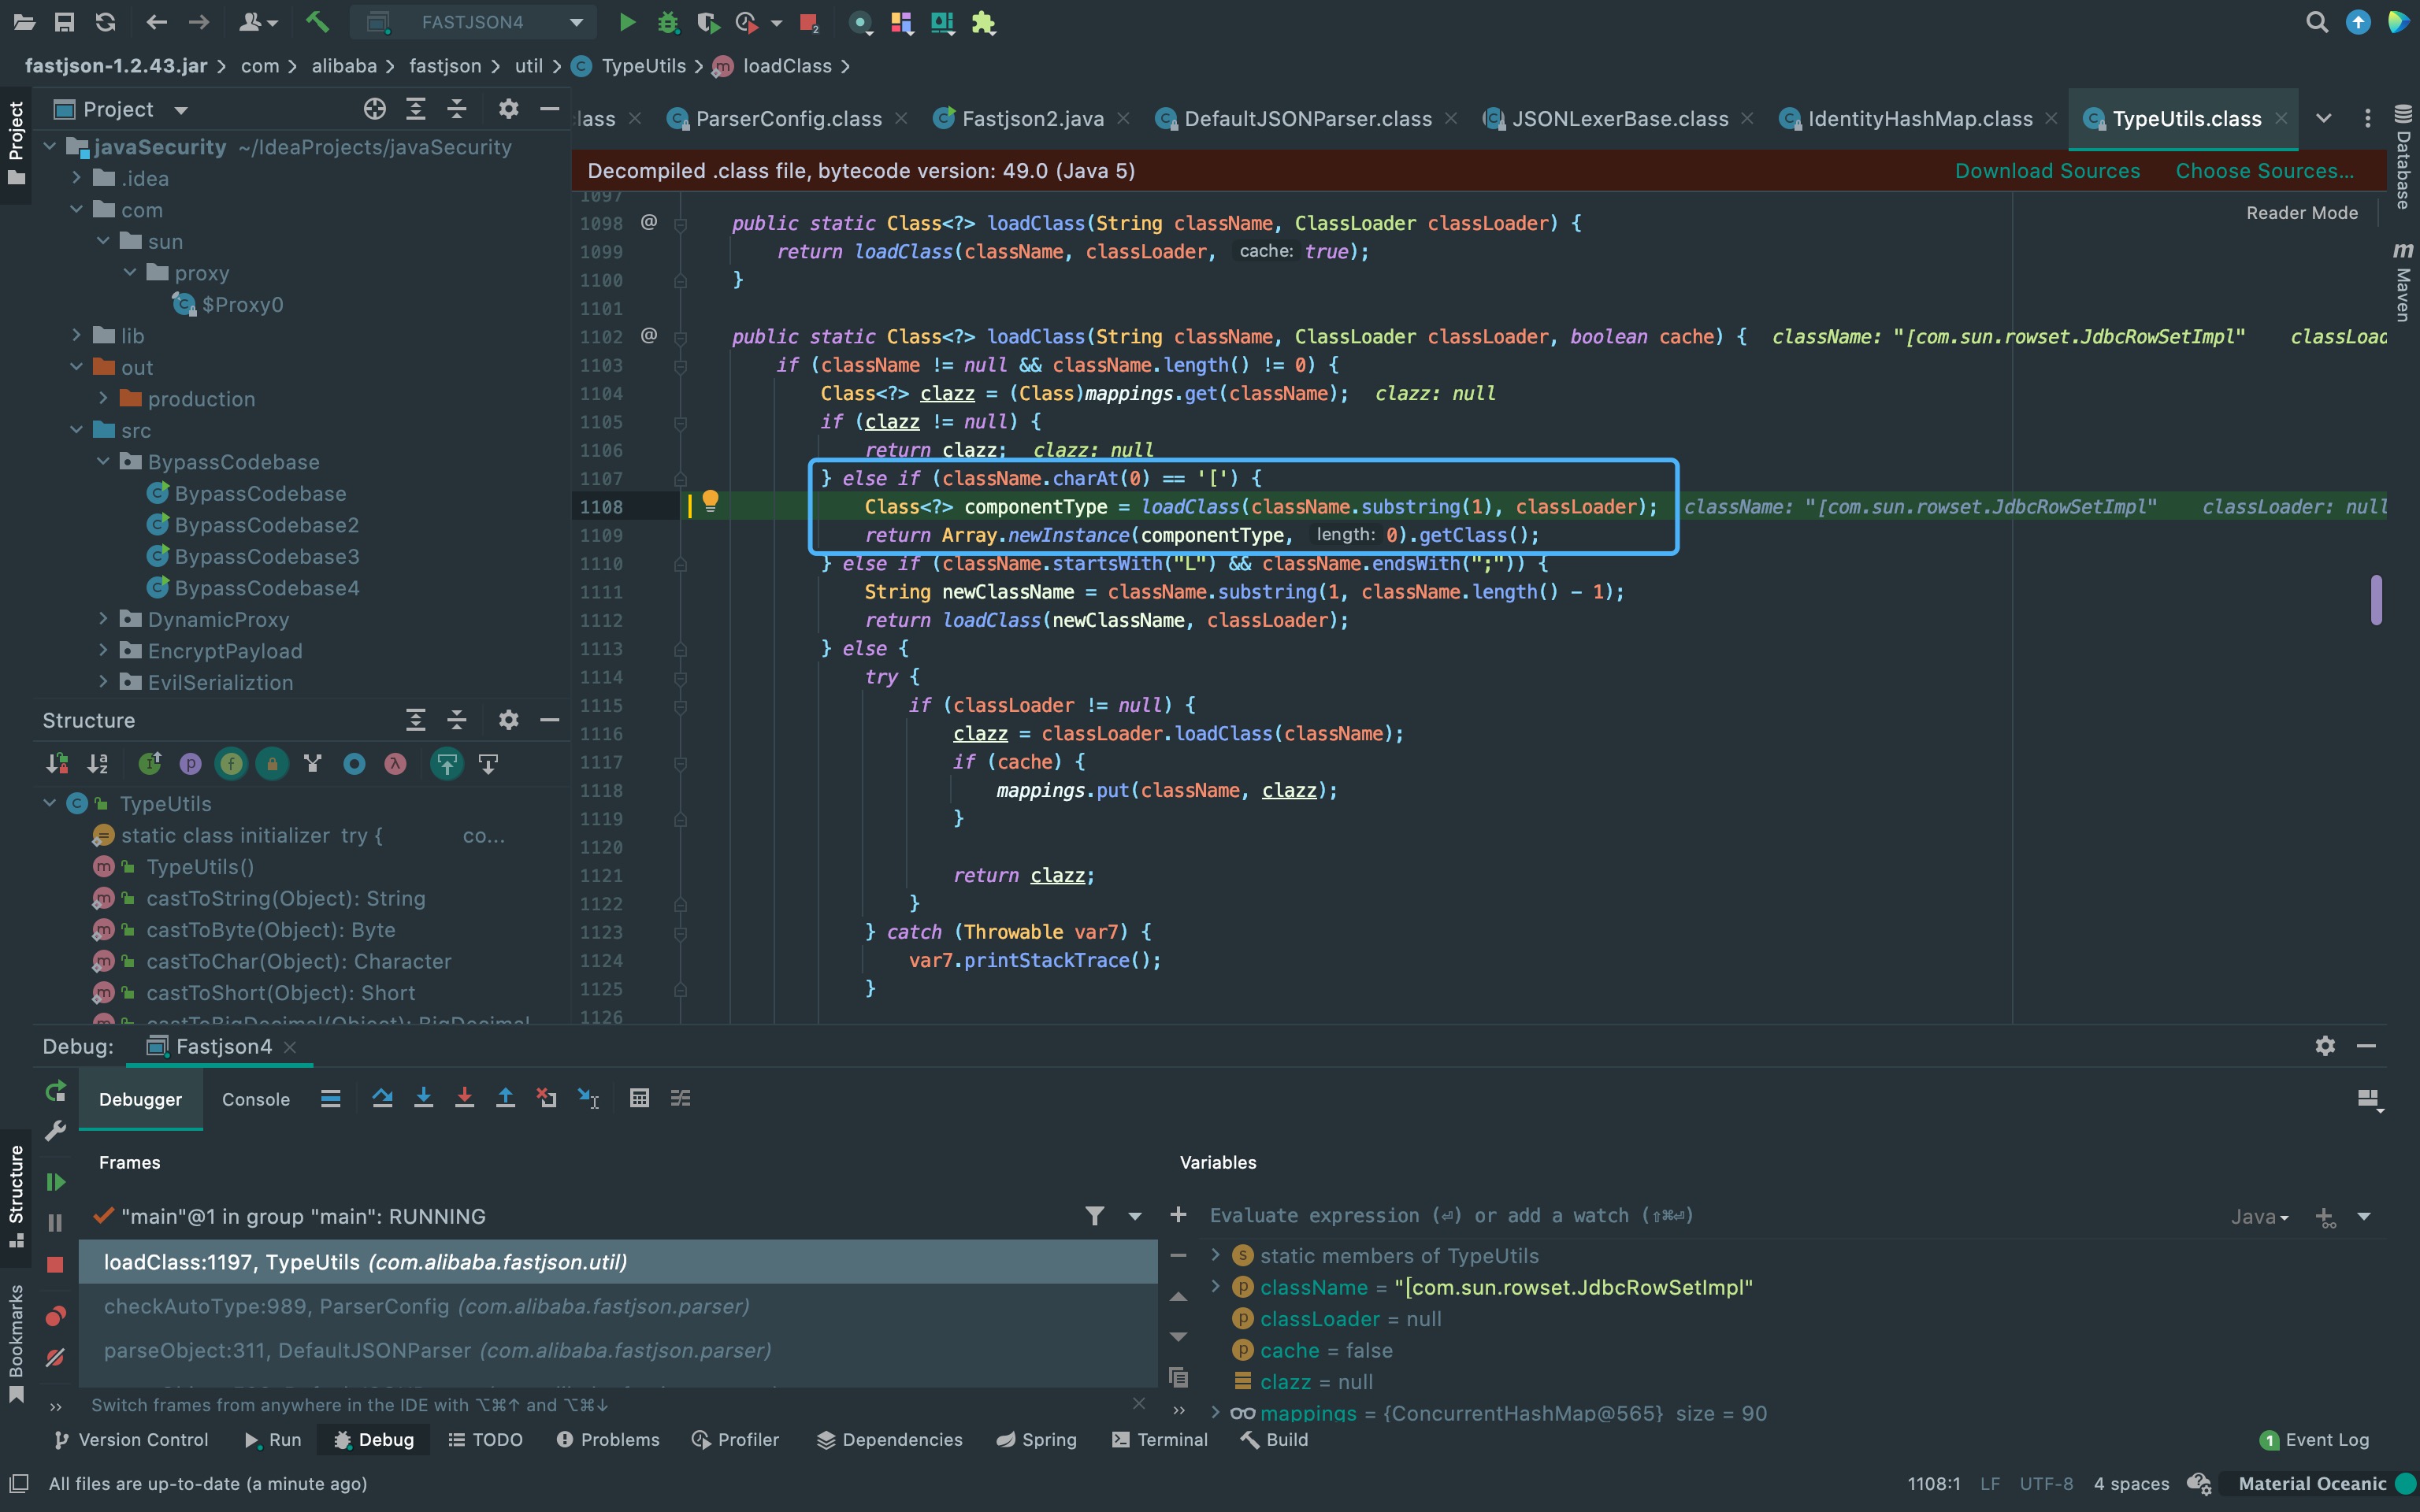 FASTJSON4
fastjson-1.2.43.jar > com > alibaba > fastjson > util > TypeUtils > loadClass >
Project
Project
javaSecurity ~/IdeaProjects/javaSecurity
.idea
com
sun
proxy
$Proxy0
lib
out
production
src
BypassCodebase
BypassCodebase
BypassCodebase2
BypassCodebase3
BypassCodebase4
DynamicProxy
EncryptPayload
EvilSerializtion
Structure
TypeUtils
static class initializer try { co...
TypeUtils()
castToString(Object): String
castToByte(Object): Byte
castToChar(Object): Character
castToShort(Object): Short
castToBigDecimal(Object): BigDecimal
lass ParserConfig.class Fastjson2.java DefaultJSONParser.class JSONLexerBase.class IdentityHashMap.class TypeUtils.class
Decompiled .class file, bytecode version: 49.0 (Java 5) Download Sources Choose Sources...
Reader Mode
1097
1098 @ public static Class<?> loadClass(String className, ClassLoader classLoader) {
1099 return loadClass(className, classLoader, cache: true);
1100 }
1101
1102 @ public static Class<?> loadClass(String className, ClassLoader classLoader, boolean cache) { className: "[com.sun.rowset.JdbcRowSetImpl" classLoad
1103 if (className != null && className.length() != 0) {
1104 Class<?> clazz = (Class)mappings.get(className); clazz: null
1105 if (clazz != null) {
1106 return clazz; clazz: null
1107 } else if (className.charAt(0) == '[') {
1108 Class<?> componentType = loadClass(className.substring(1), classLoader); className: "[com.sun.rowset.JdbcRowSetImpl" classLoader: null
1109 return Array.newInstance(componentType, length: 0).getClass();
1110 } else if (className.startsWith("L") && className.endsWith(";")) {
1111 String newClassName = className.substring(1, className.length() - 1);
1112 return loadClass(newClassName, classLoader);
1113 } else {
1114 try {
1115 if (classLoader != null) {
1116 clazz = classLoader.loadClass(className);
1117 if (cache) {
1118 mappings.put(className, clazz);
1119 }
1120
1121 return clazz;
1122 }
1123 } catch (Throwable var7) {
1124 var7.printStackTrace();
1125 }
1126
Database
Maven
Debug: Fastjson4
Debugger Console
Frames
"main"@1 in group "main": RUNNING
loadClass:1197, TypeUtils (com.alibaba.fastjson.util)
checkAutoType:989, ParserConfig (com.alibaba.fastjson.parser)
parseObject:311, DefaultJSONParser (com.alibaba.fastjson.parser)
Switch frames from anywhere in the IDE with ⌥⌘↑ and ⌥⌘↓
Variables
Evaluate expression (⏎) or add a watch (⇧⌘⏎) Java
static members of TypeUtils
className = "[com.sun.rowset.JdbcRowSetImpl"
classLoader = null
cache = false
clazz = null
mappings = {ConcurrentHashMap@565} size = 90
Structure
Bookmarks
Version Control Run Debug TODO Problems Profiler Dependencies Spring Terminal Build 1 Event Log
All files are up-to-date (a minute ago) 1108:1 LF UTF-8 4 spaces Material Oceanic